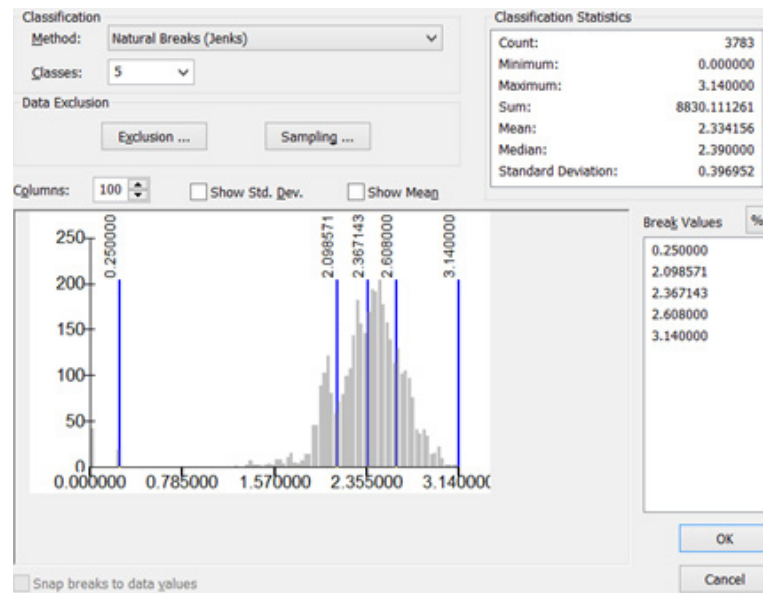 Classification
Method: Natural Breaks (Jenks)
Classes: 5
Data Exclusion
Exclusion ...
Sampling ...
Classification Statistics
Count: 3783
Minimum: 0.000000
Maximum: 3.140000
Sum: 8830.111261
Mean: 2.334156
Median: 2.390000
Standard Deviation: 0.396952
Columns: 100
Show Std. Dev.
Show Mean
Break Values %
0.250000
2.098571
2.367143
2.608000
3.140000
250
200
150
100
50
0
0.250000
2.098571
2.367143
2.608000
3.140000
0.000000 0.785000 1.570000 2.355000 3.140000
OK
Cancel
Snap breaks to data values